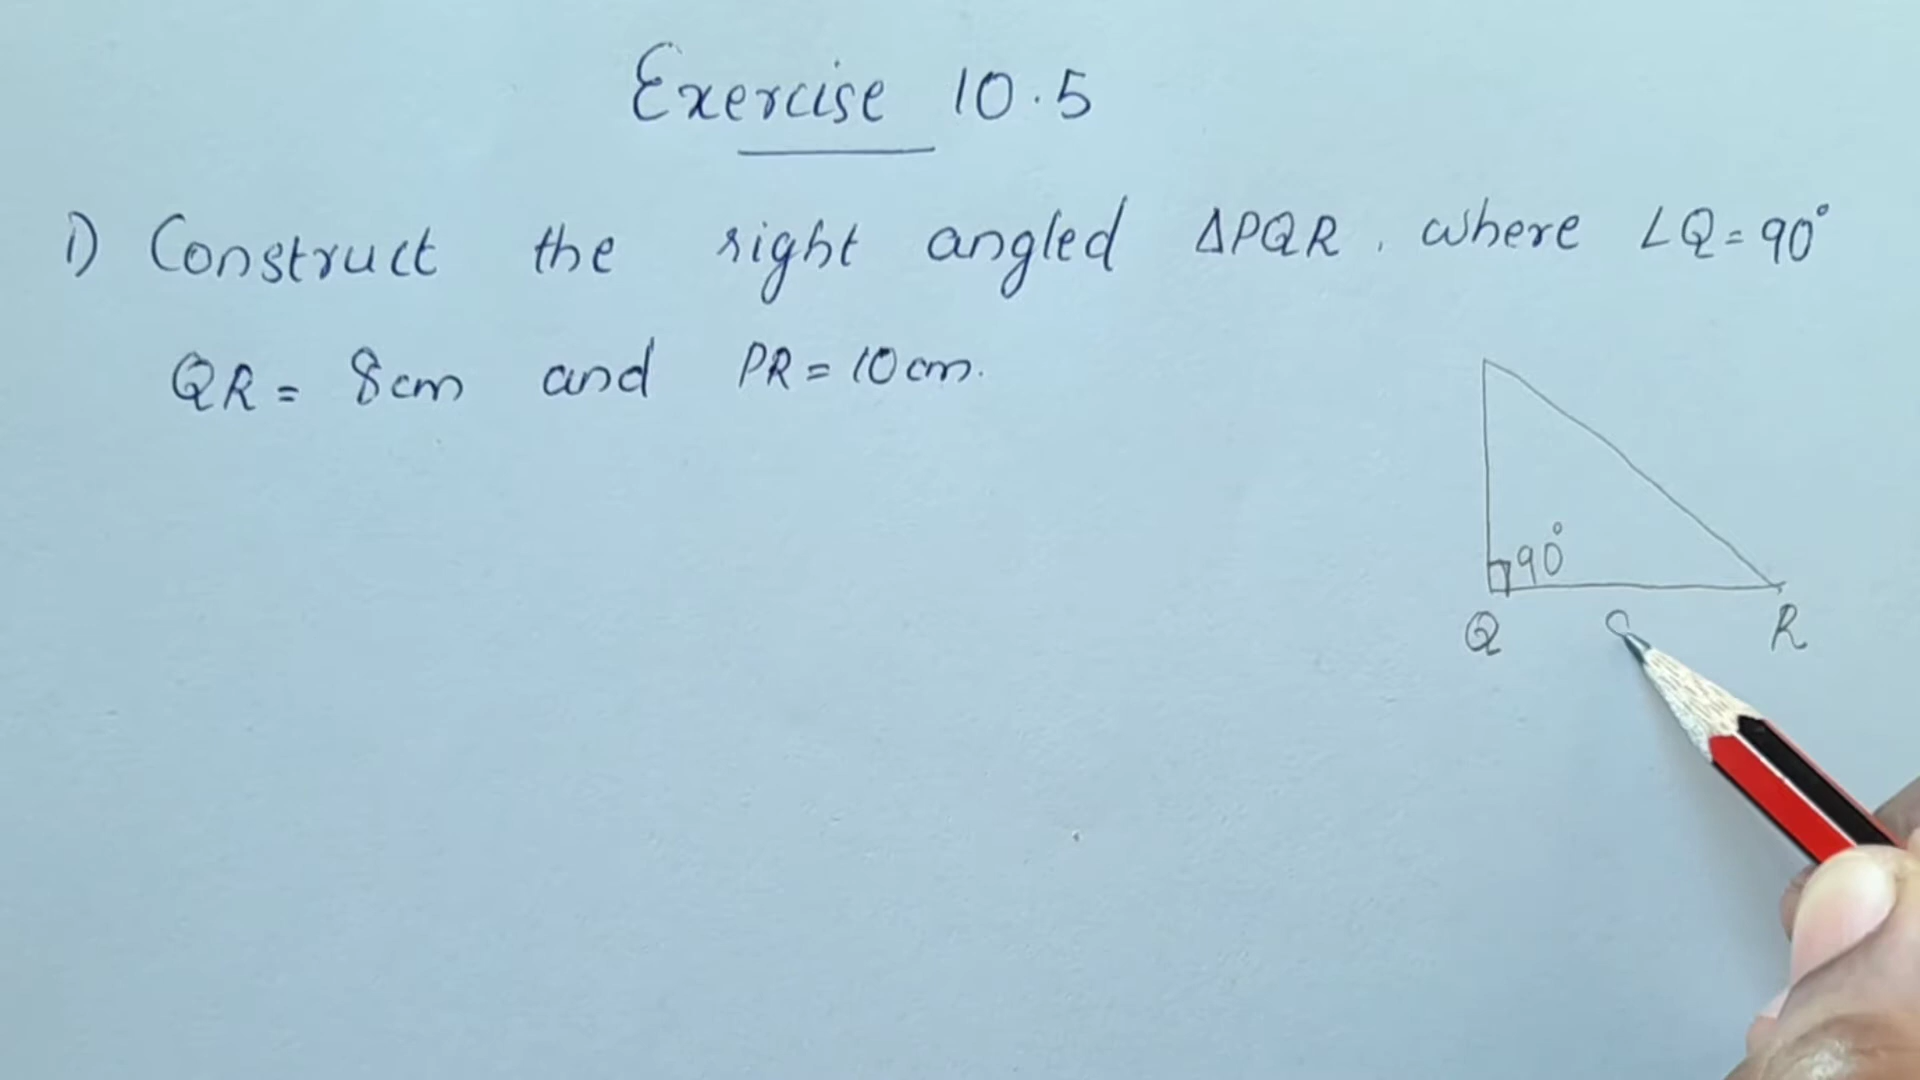 Exercise 10.5
1) Construct the right angled ΔPQR, where ∠Q=90°
QR = 8cm and PR = 10cm.
90°
Q R